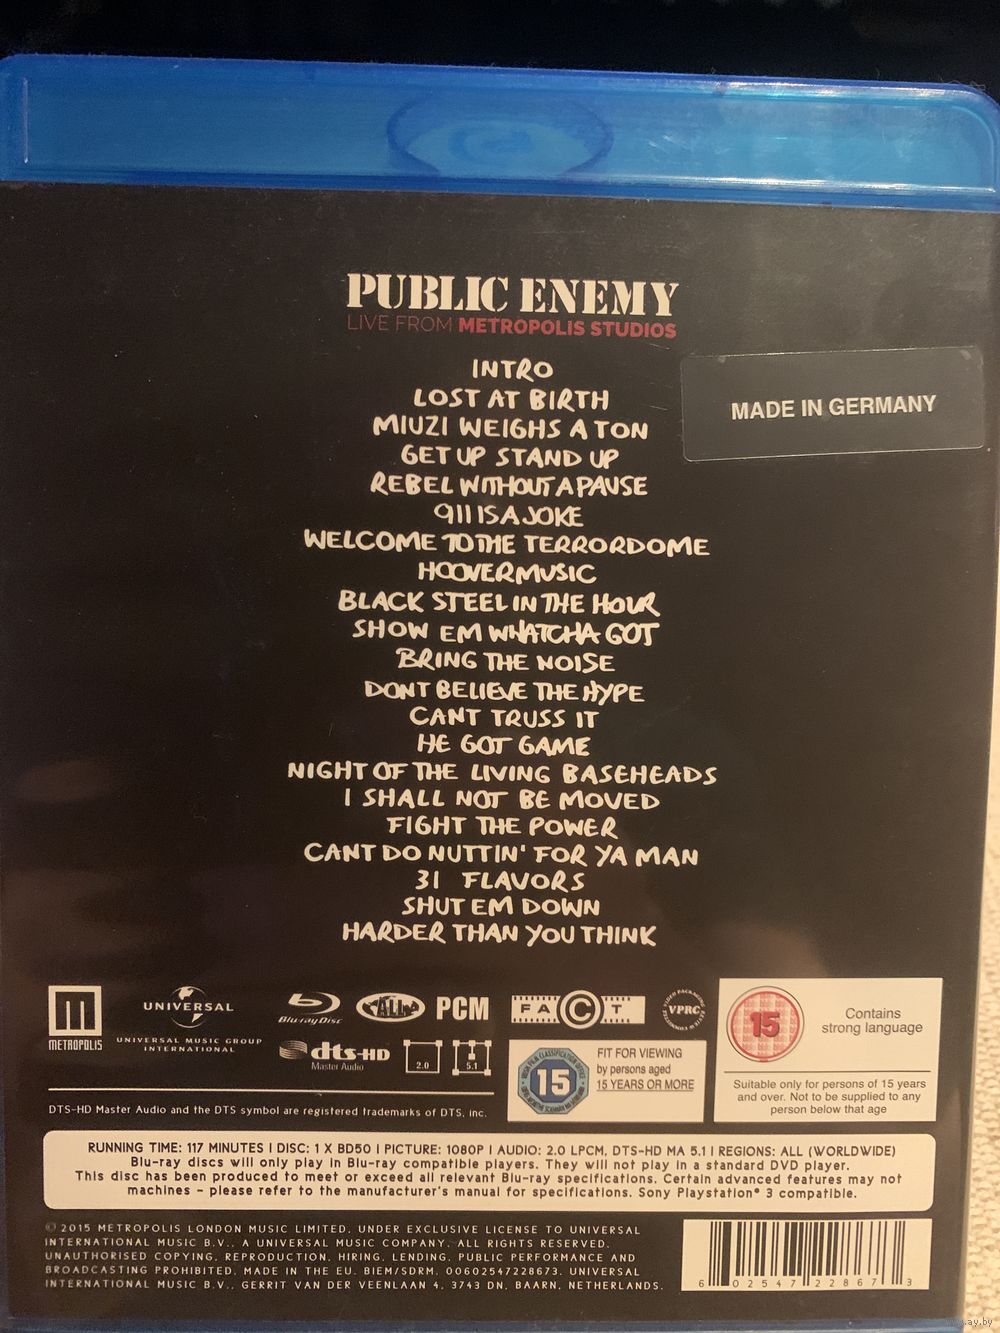 PUBLIC ENEMY
LIVE FROM METROPOLIS STUDIOS
INTRO
LOST AT BIRTH
MIUZI WEIGHS A TON
GET UP STAND UP
REBEL WITHOUT A PAUSE
911 IS A JOKE
WELCOME TO THE TERRORDOME
HOOVERMUSIC
BLACK STEEL IN THE HOUR
SHOW EM WHATCHA GOT
BRING THE NOISE
DONT BELIEVE THE HYPE
CANT TRUSS IT
HE GOT GAME
NIGHT OF THE LIVING BASEHEADS
I SHALL NOT BE MOVED
FIGHT THE POWER
CANT DO NUTTIN' FOR YA MAN
31 FLAVORS
SHUT EM DOWN
HARDER THAN YOU THINK
MADE IN GERMANY
METROPOLIS
UNIVERSAL
UNIVERSAL MUSIC GROUP
INTERNATIONAL
Blu-ray Disc
ALL
PCM
FACT
VPRC
dts-HD
Master Audio
2.0
5.1
15
FIT FOR VIEWING
by persons aged
15 YEARS OR MORE
15
Contains
strong language
Suitable only for persons of 15 years
and over. Not to be supplied to any
person below that age
DTS-HD Master Audio and the DTS symbol are registered trademarks of DTS, inc.
RUNNING TIME: 117 MINUTES I DISC: 1 X BD50 I PICTURE: 1080P I AUDIO: 2.0 LPCM, DTS-HD MA 5.1 I REGIONS: ALL (WORLDWIDE)
Blu-ray discs will only play in Blu-ray compatible players. They will not play in a standard DVD player.
This disc has been produced to meet or exceed all relevant Blu-ray specifications. Certain advanced features may not
machines - please refer to the manufacturer's manual for specifications. Sony Playstation® 3 compatible.
© 2015 METROPOLIS LONDON MUSIC LIMITED. UNDER EXCLUSIVE LICENSE TO UNIVERSAL
INTERNATIONAL MUSIC B.V., A UNIVERSAL MUSIC COMPANY. ALL RIGHTS RESERVED.
UNAUTHORISED COPYING, REPRODUCTION, HIRING, LENDING, PUBLIC PERFORMANCE AND
BROADCASTING PROHIBITED. MADE IN THE EU. BIEM/SDRM. 00602547228673. UNIVERSAL
INTERNATIONAL MUSIC B.V., GERRIT VAN DER VEENLAAN 4, 3743 DN, BAARN, NETHERLANDS.
6 02547 22867 3